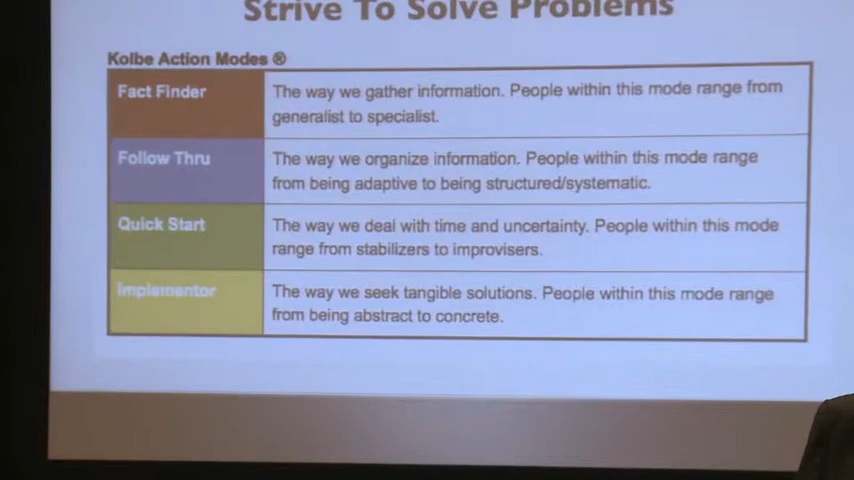 Strive To Solve Problems
Kolbe Action Modes ®
Fact Finder
The way we gather information. People within this mode range from
generalist to specialist.
Follow Thru
The way we organize information. People within this mode range
from being adaptive to being structured/systematic.
Quick Start
The way we deal with time and uncertainty. People within this mode
range from stabilizers to improvisers.
Implementor
The way we seek tangible solutions. People within this mode range
from being abstract to concrete.